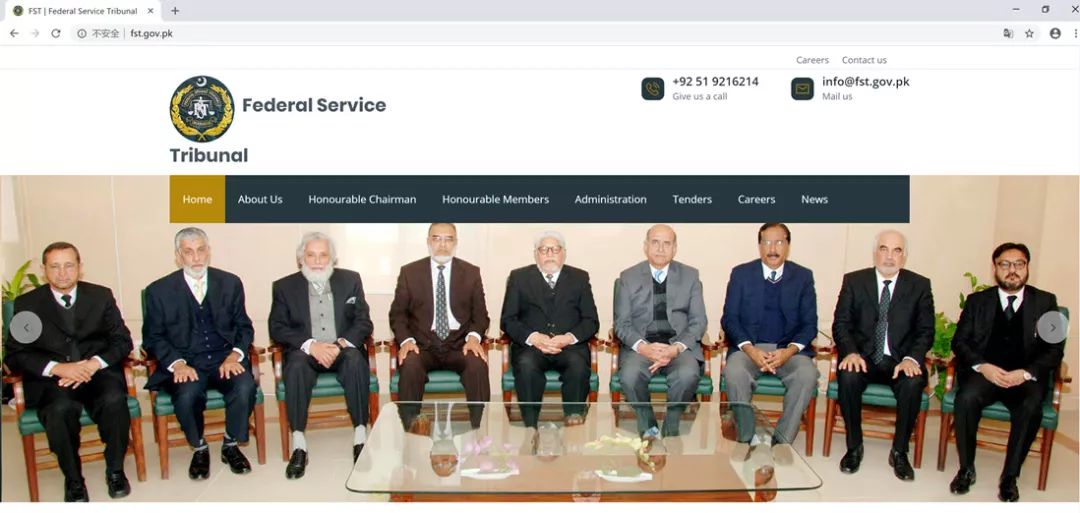 FST | Federal Service Tribunal
不安全 | fst.gov.pk
Careers Contact us
+92 51 9216214
Give us a call
info@fst.gov.pk
Mail us
Federal Service
Tribunal
Home About Us Honourable Chairman Honourable Members Administration Tenders Careers News